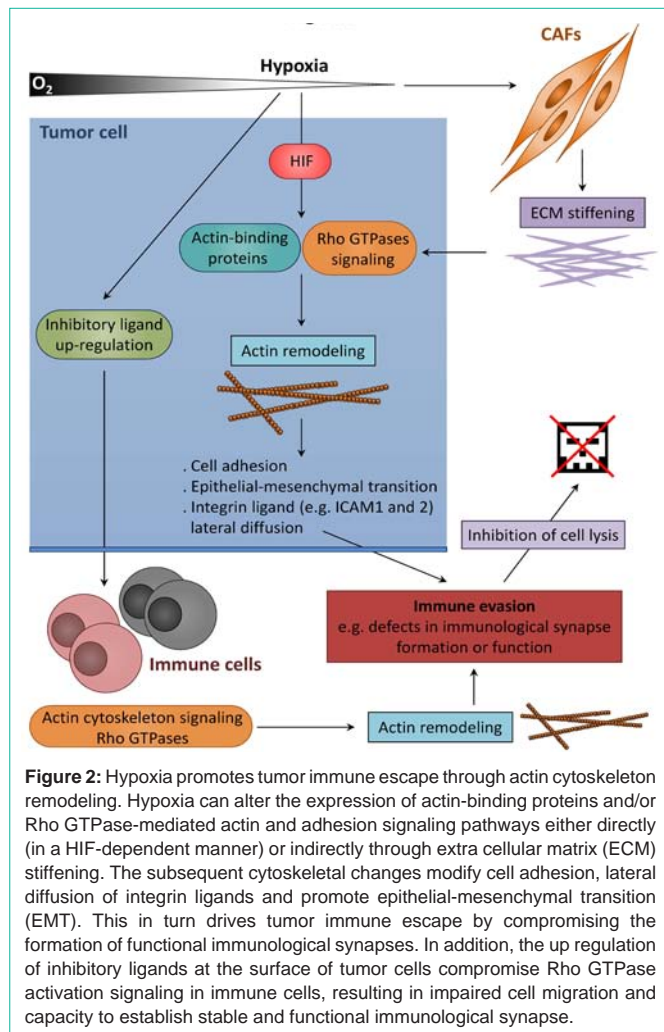 CAFs
Hypoxia
O2
Tumor cell
HIF
ECM stiffening
Actin-binding
proteins
Rho GTPases
signaling
Inhibitory ligand
up-regulation
Actin remodeling
. Cell adhesion
. Epithelial-mesenchymal transition
. Integrin ligand (e.g. ICAM1 and 2)
lateral diffusion
Inhibition of cell lysis
Immune evasion
e.g. defects in immunological synapse
formation or function
Immune cells
Actin cytoskeleton signaling
Rho GTPases
Actin remodeling
Figure 2: Hypoxia promotes tumor immune escape through actin cytoskeleton
remodeling. Hypoxia can alter the expression of actin-binding proteins and/or
Rho GTPase-mediated actin and adhesion signaling pathways either directly
(in a HIF-dependent manner) or indirectly through extra cellular matrix (ECM)
stiffening. The subsequent cytoskeletal changes modify cell adhesion, lateral
diffusion of integrin ligands and promote epithelial-mesenchymal transition
(EMT). This in turn drives tumor immune escape by compromising the
formation of functional immunological synapses. In addition, the up regulation
of inhibitory ligands at the surface of tumor cells compromise Rho GTPase
activation signaling in immune cells, resulting in impaired cell migration and
capacity to establish stable and functional immunological synapse.